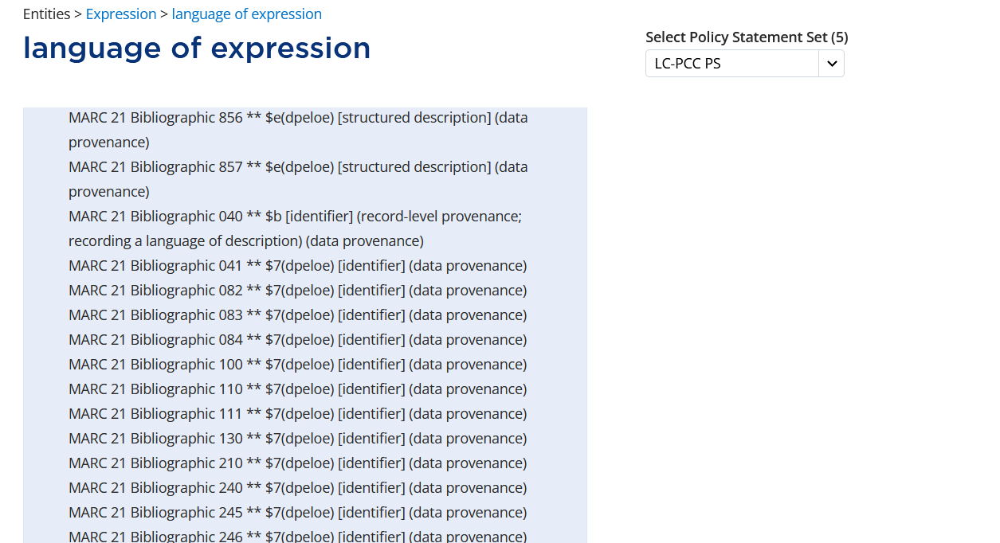 Entities > Expression > language of expression
language of expression
Select Policy Statement Set (5)
LC-PCC PS
MARC 21 Bibliographic 856 ** $e(dpeloe) [structured description] (data
provenance)
MARC 21 Bibliographic 857 ** $e(dpeloe) [structured description] (data
provenance)
MARC 21 Bibliographic 040 ** $b [identifier] (record-level provenance;
recording a language of description) (data provenance)
MARC 21 Bibliographic 041 ** $7(dpeloe) [identifier] (data provenance)
MARC 21 Bibliographic 082 ** $7(dpeloe) [identifier] (data provenance)
MARC 21 Bibliographic 083 ** $7(dpeloe) [identifier] (data provenance)
MARC 21 Bibliographic 084 ** $7(dpeloe) [identifier] (data provenance)
MARC 21 Bibliographic 100 ** $7(dpeloe) [identifier] (data provenance)
MARC 21 Bibliographic 110 ** $7(dpeloe) [identifier] (data provenance)
MARC 21 Bibliographic 111 ** $7(dpeloe) [identifier] (data provenance)
MARC 21 Bibliographic 130 ** $7(dpeloe) [identifier] (data provenance)
MARC 21 Bibliographic 210 ** $7(dpeloe) [identifier] (data provenance)
MARC 21 Bibliographic 240 ** $7(dpeloe) [identifier] (data provenance)
MARC 21 Bibliographic 245 ** $7(dpeloe) [identifier] (data provenance)
MARC 21 Bibliographic 246 ** $7(dpeloe) [identifier] (data provenance)